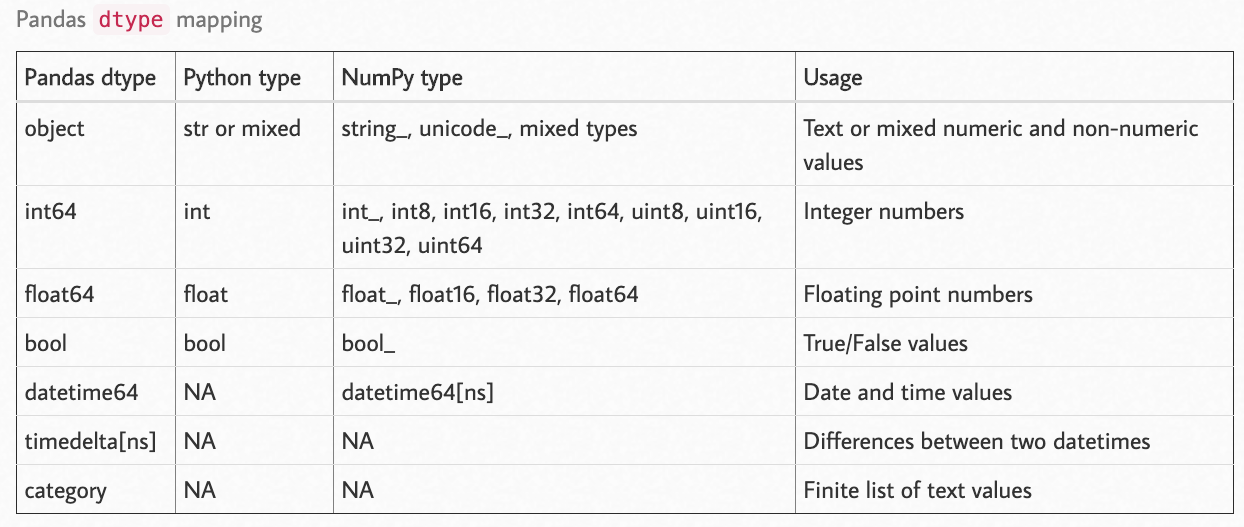 Pandas dtype mapping
Pandas dtype Python type NumPy type Usage
object str or mixed string_, unicode_, mixed types Text or mixed numeric and non-numeric
values
int64 int int_, int8, int16, int32, int64, uint8, uint16, Integer numbers
uint32, uint64
float64 float float_, float16, float32, float64 Floating point numbers
bool bool bool_ True/False values
datetime64 NA datetime64[ns] Date and time values
timedelta[ns] NA NA Differences between two datetimes
category NA NA Finite list of text values